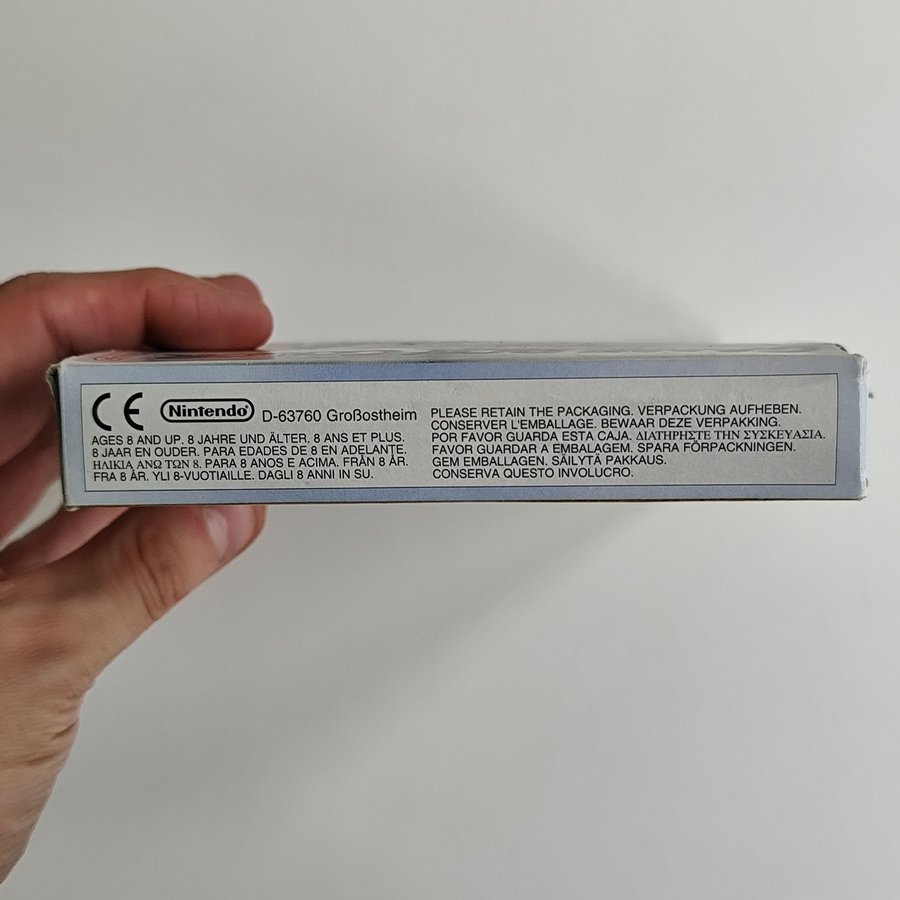 CE Nintendo® D-63760 Großostheim
AGES 8 AND UP. 8 JAHRE UND ÄLTER. 8 ANS ET PLUS.
8 JAAR EN OUDER. PARA EDADES DE 8 EN ADELANTE.
ΗΛΙΚΙΑ ΑΝΩ ΤΩΝ 8. PARA 8 ANOS E ACIMA. FRÅN 8 ÅR.
FRA 8 ÅR. YLI 8-VUOTIAILLE. DAGLI 8 ANNI IN SU.
PLEASE RETAIN THE PACKAGING. VERPACKUNG AUFHEBEN.
CONSERVER L'EMBALLAGE. BEWAAR DEZE VERPAKKING.
POR FAVOR GUARDA ESTA CAJA. ΔΙΑΤΗΡΗΣΤΕ ΤΗΝ ΣΥΣΚΕΥΑΣΙΑ.
FAVOR GUARDAR A EMBALAGEM. SPARA FÖRPACKNINGEN.
GEM EMBALLAGEN. SÄILYTÄ PAKKAUS.
CONSERVA QUESTO INVOLUCRO.